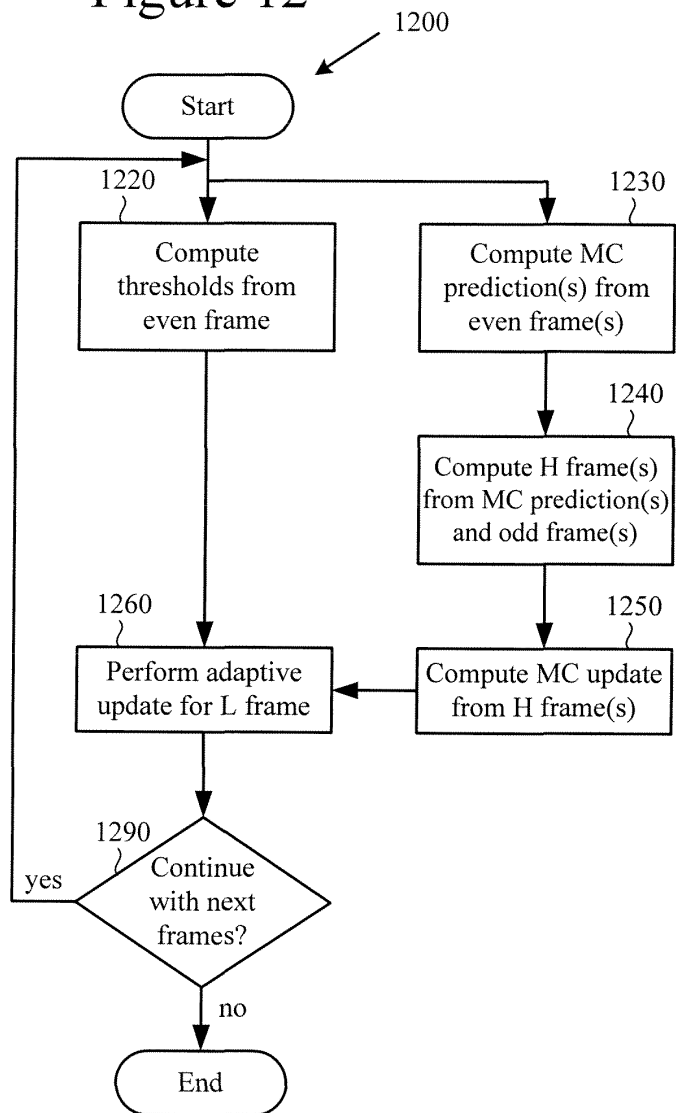 Figure 12
1200
Start
1220
Compute
thresholds from
even frame
1230
Compute MC
prediction(s) from
even frame(s)
1240
Compute H frame(s)
from MC prediction(s)
and odd frame(s)
1250
Compute MC update
from H frame(s)
1260
Perform adaptive
update for L frame
1290
Continue
with next
frames?
yes
no
End